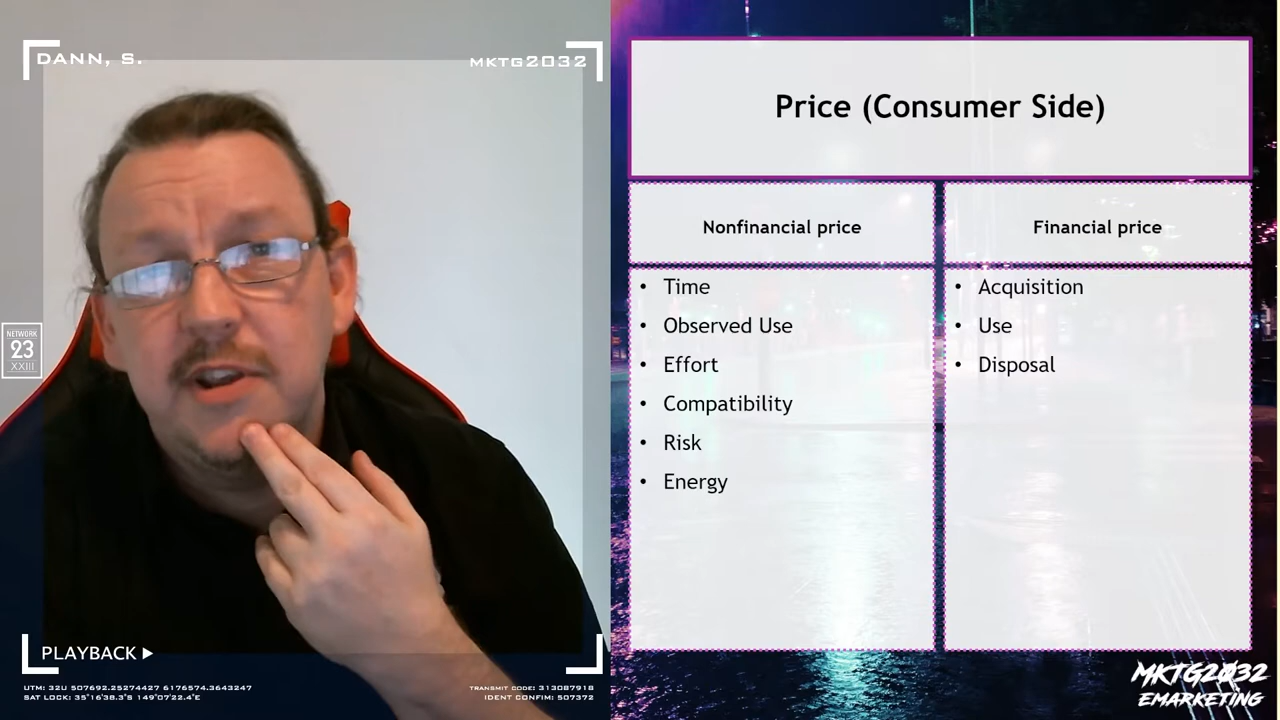 DANN, S.
MKTG2032
NETWORK
23
XXIII
PLAYBACK
UTM: 32U 507692.25274427 6176574.3643247
SAT LOCK: 35°16'38.3"S 149°07'22.4"E
TRANSMIT CODE: 313087918
IDENT CONFIM: 507372
Price (Consumer Side)
Nonfinancial price
• Time
• Observed Use
• Effort
• Compatibility
• Risk
• Energy
Financial price
• Acquisition
• Use
• Disposal
MKTG2032
EMARKETING